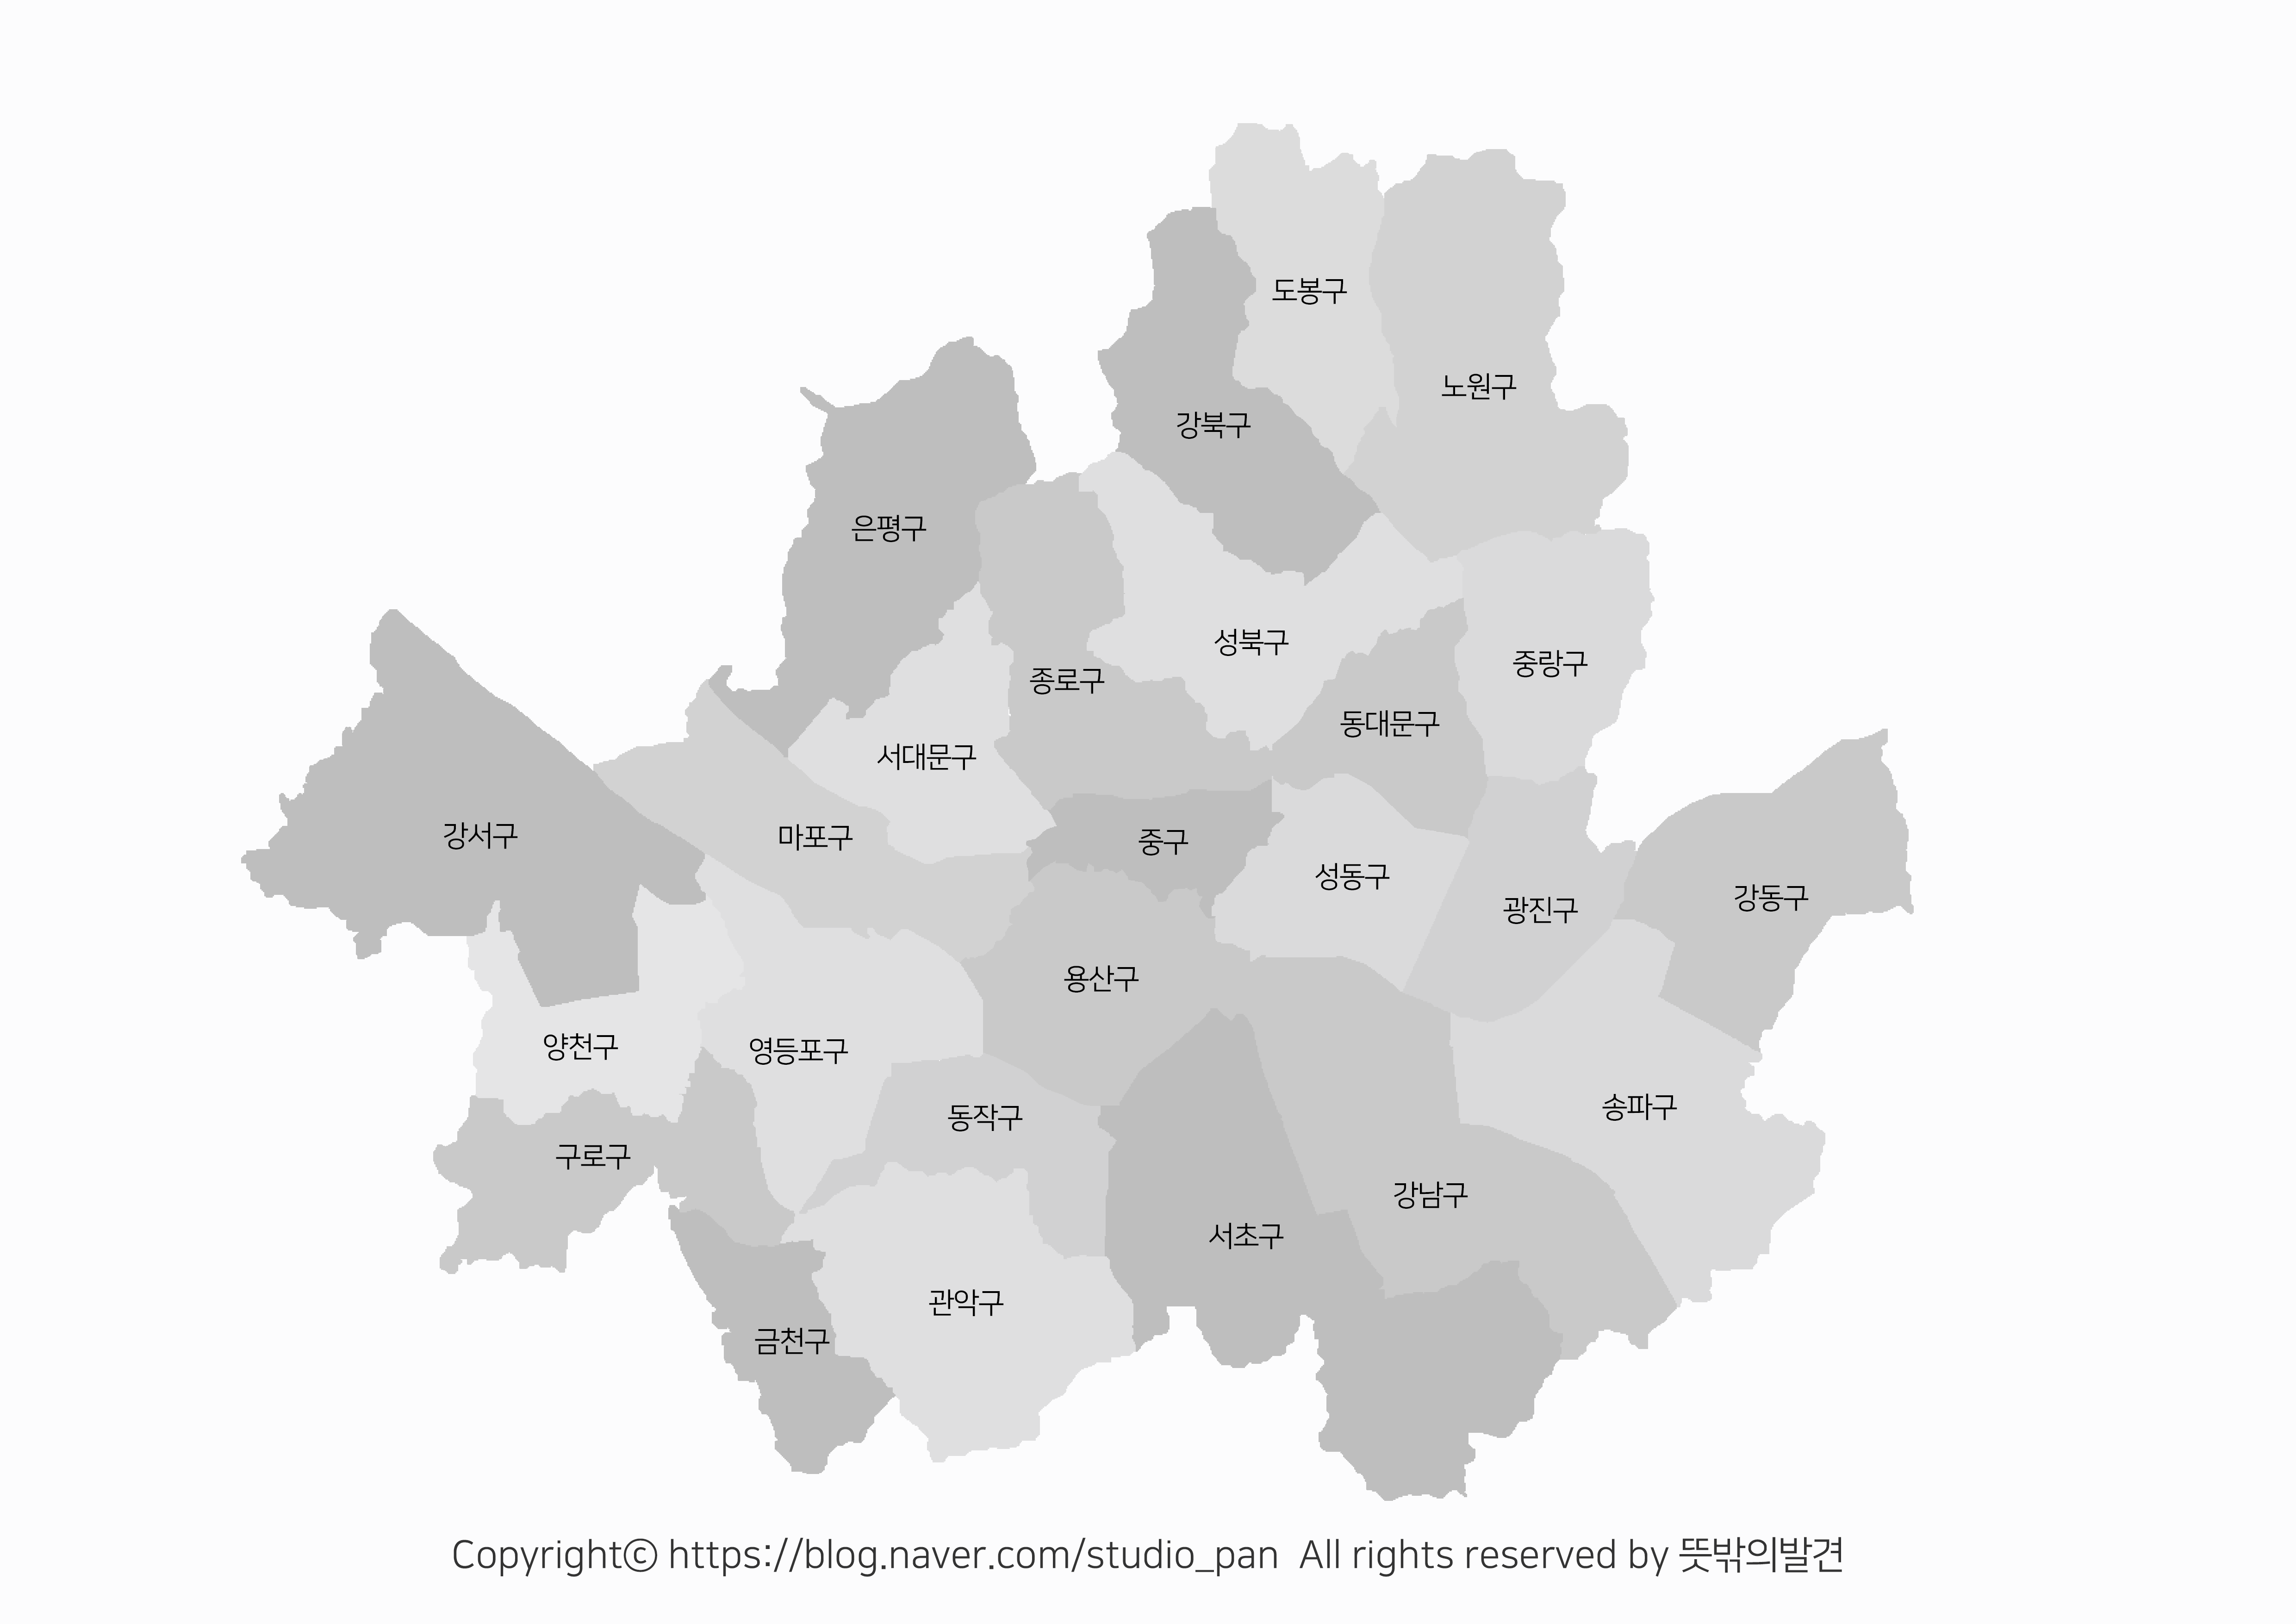 도봉구
노원구
강북구
은평구
성북구
중랑구
종로구
동대문구
서대문구
강서구
마포구
중구
성동구
강동구
광진구
용산구
양천구
영등포구
송파구
동작구
구로구
강남구
서초구
관악구
금천구
Copyright© https://blog.naver.com/studio_pan All rights reserved by 뜻밖의발견